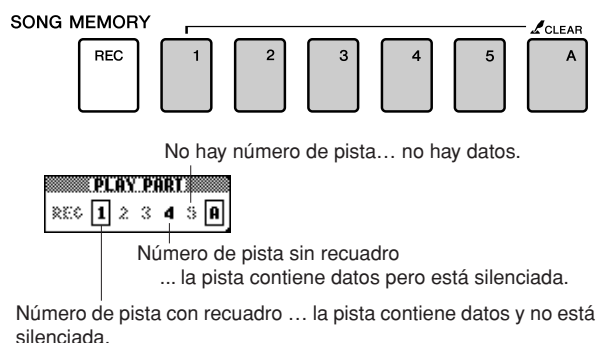 SONG MEMORY
CLEAR
REC 1 2 3 4 5 A
No hay número de pista… no hay datos.
PLAY PART
REC 1 2 3 4 5 A
Número de pista sin recuadro
... la pista contiene datos pero está silenciada.
Número de pista con recuadro … la pista contiene datos y no está
silenciada.